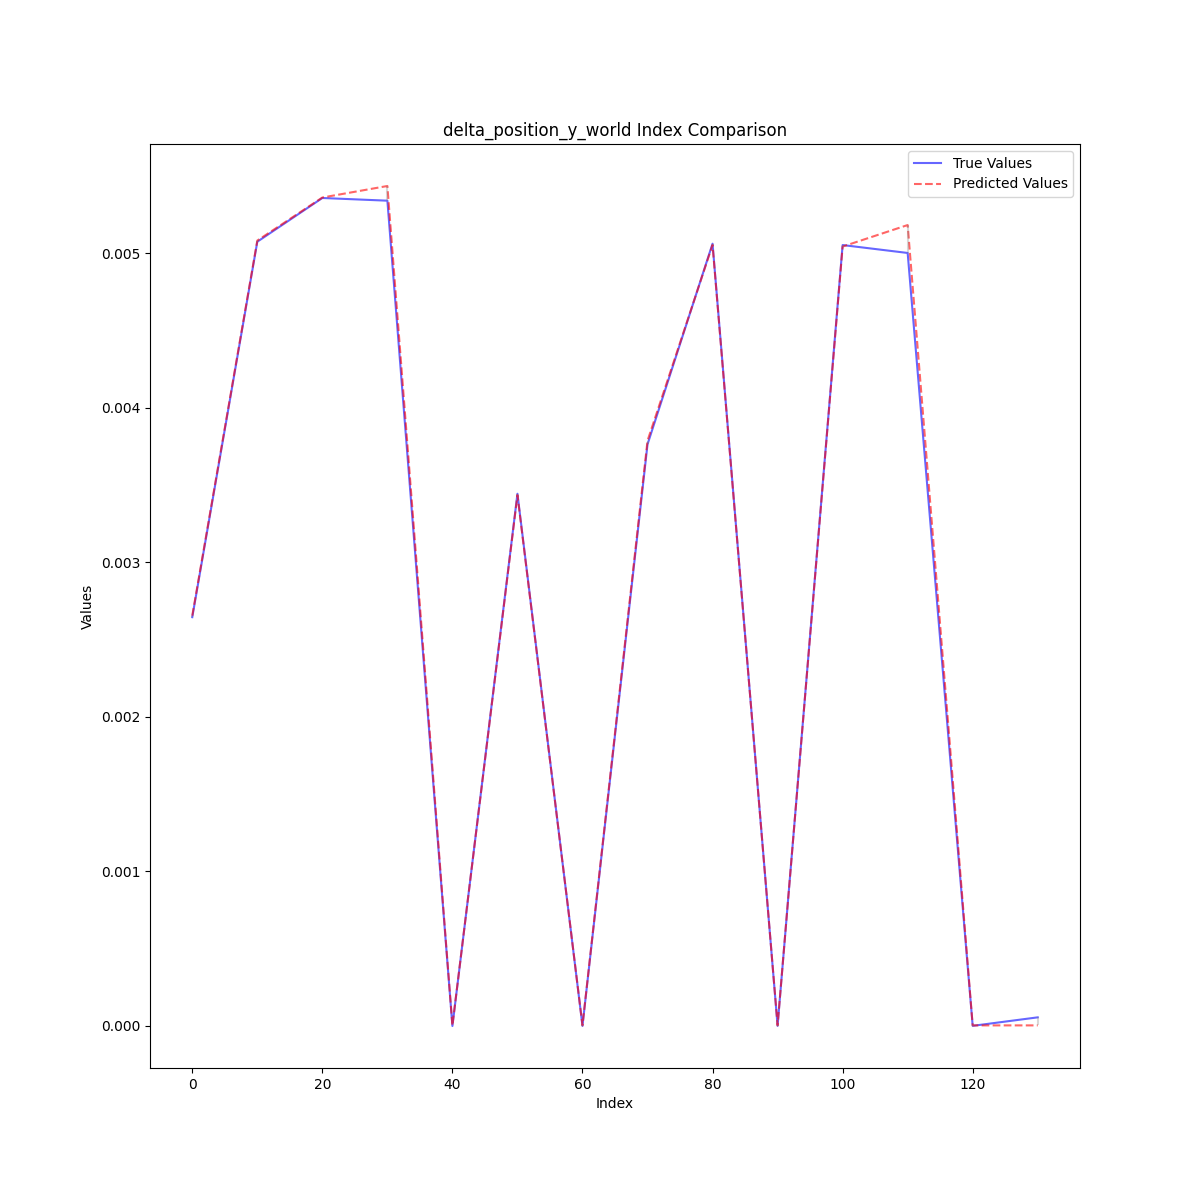 delta_position_y_world Index Comparison
True Values
Predicted Values
0.005
0.004
0.003
0.002
0.001
0.000
Values
0 20 40 60 80 100 120
Index